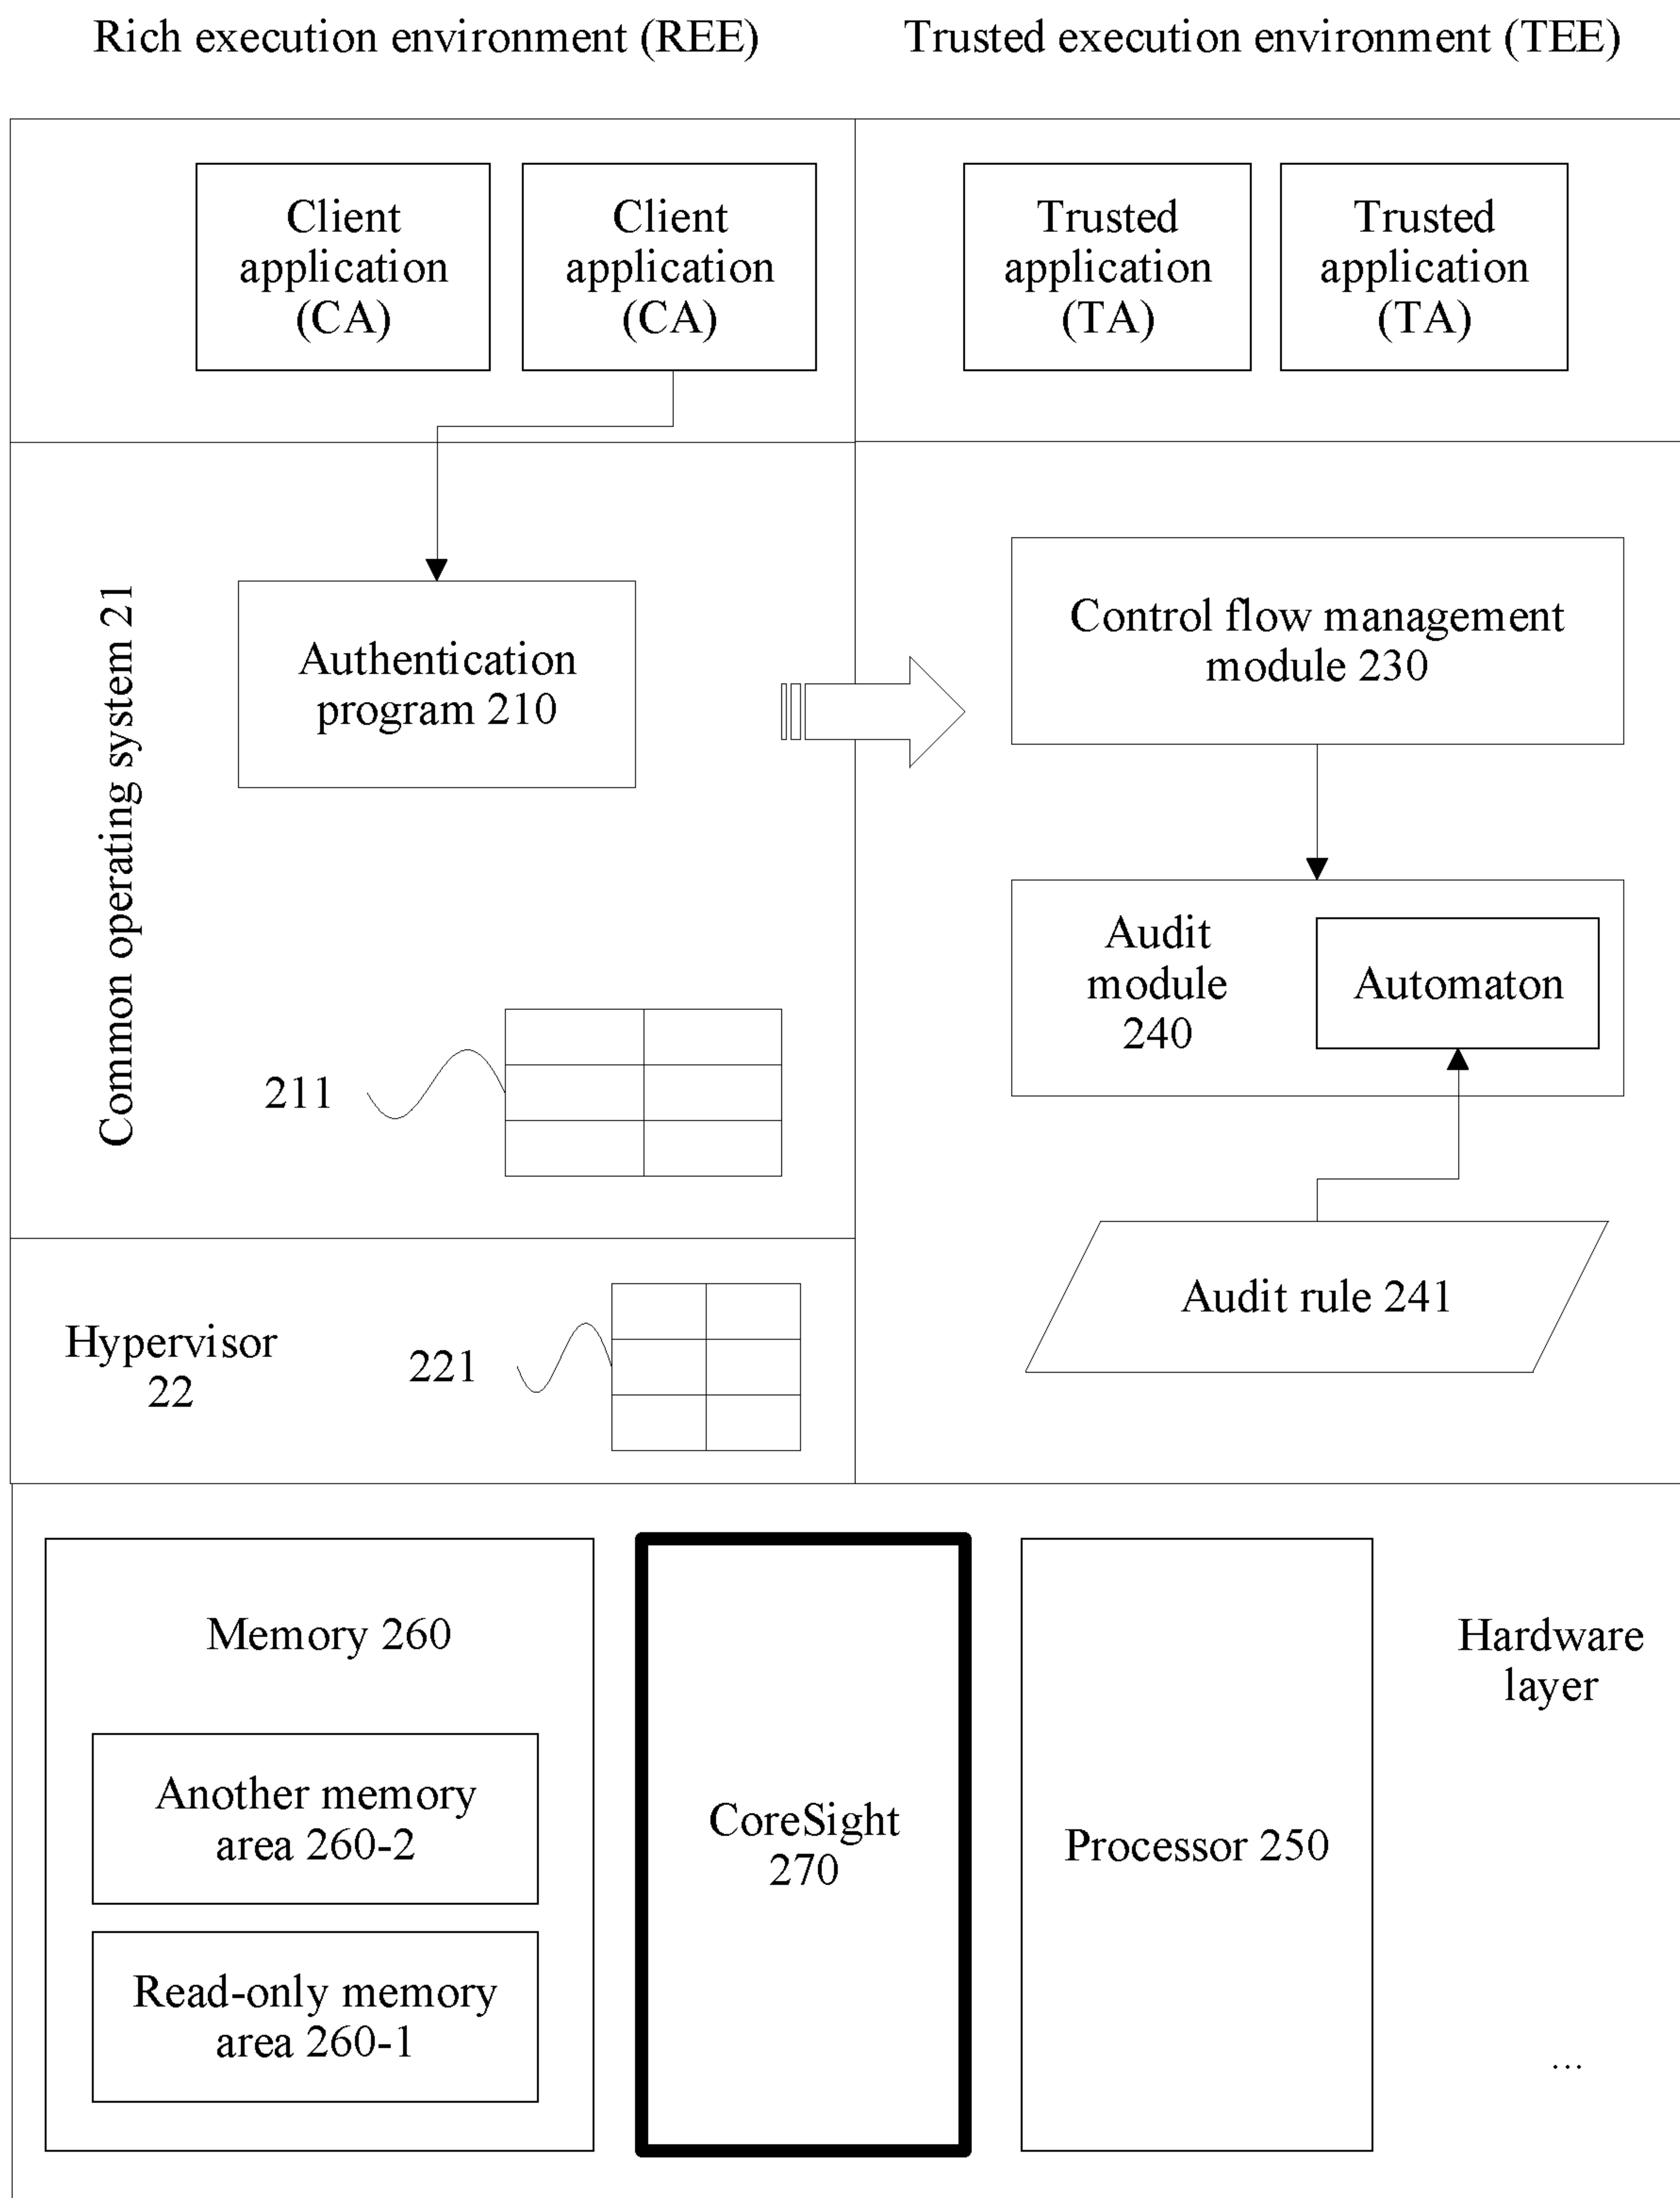 Rich execution environment (REE)
Trusted execution environment (TEE)
Client
application
(CA)
Client
application
(CA)
Trusted
application
(TA)
Trusted
application
(TA)
Common operating system 21
Authentication
program 210
Control flow management
module 230
Audit
module
240
Automaton
211
Audit rule 241
Hypervisor
22
221
Memory 260
Another memory
area 260-2
Read-only memory
area 260-1
CoreSight
270
Processor 250
Hardware
layer
...